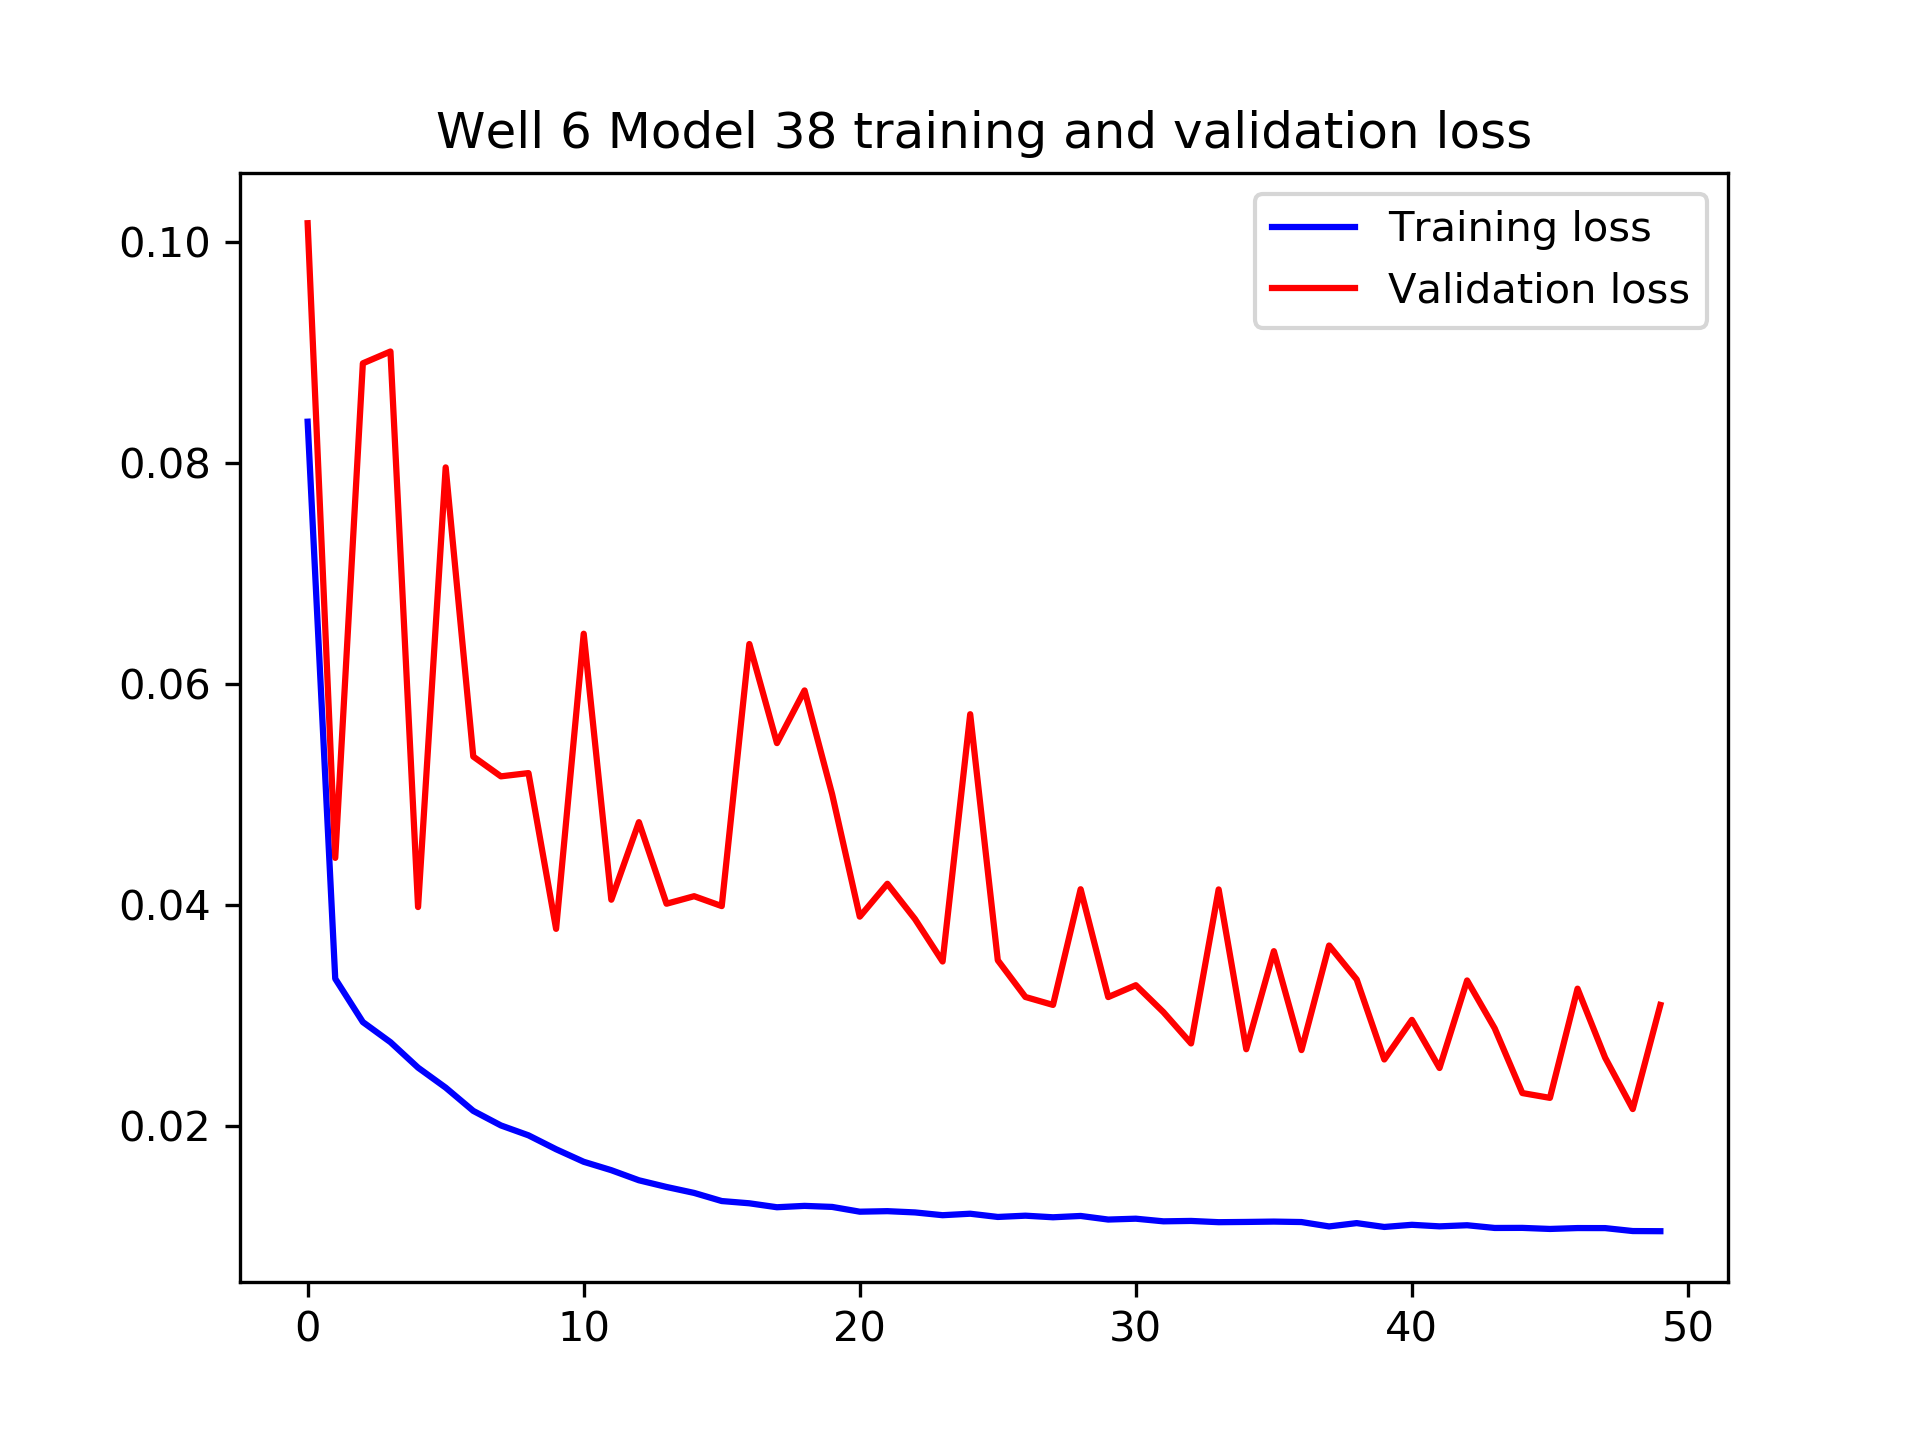 Well 6 Model 38 training and validation loss
Training loss
Validation loss
0.10
0.08
0.06
0.04
0.02
0 10 20 30 40 50